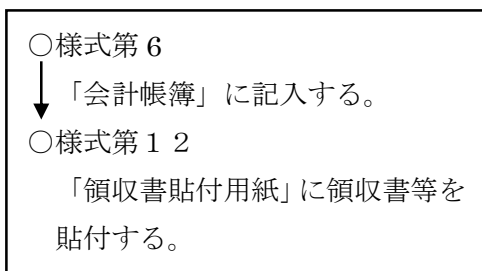 ○様式第６
「会計帳簿」に記入する。
○様式第１２
「領収書貼付用紙」に領収書等を
貼付する。